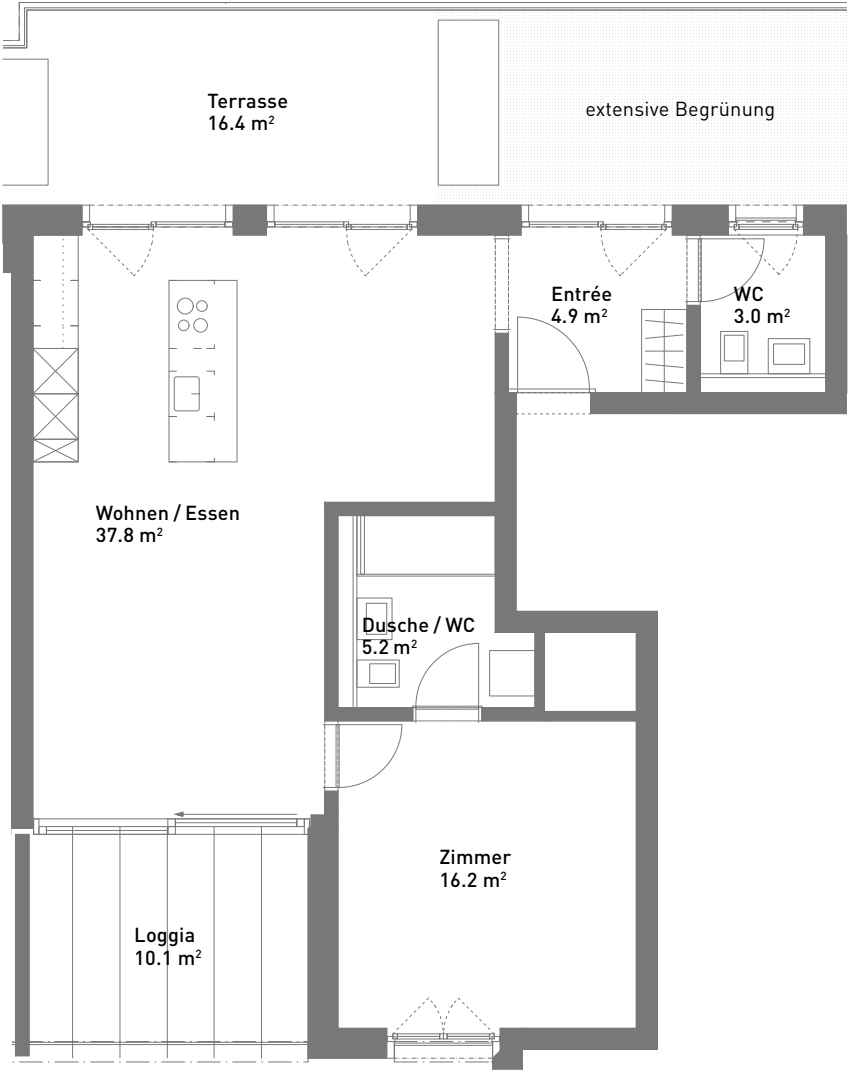 Terrasse
16.4 m²
extensive Begrünung
Entrée
4.9 m²
WC
3.0 m²
Wohnen / Essen
37.8 m²
Dusche / WC
5.2 m²
Zimmer
16.2 m²
Loggia
10.1 m²